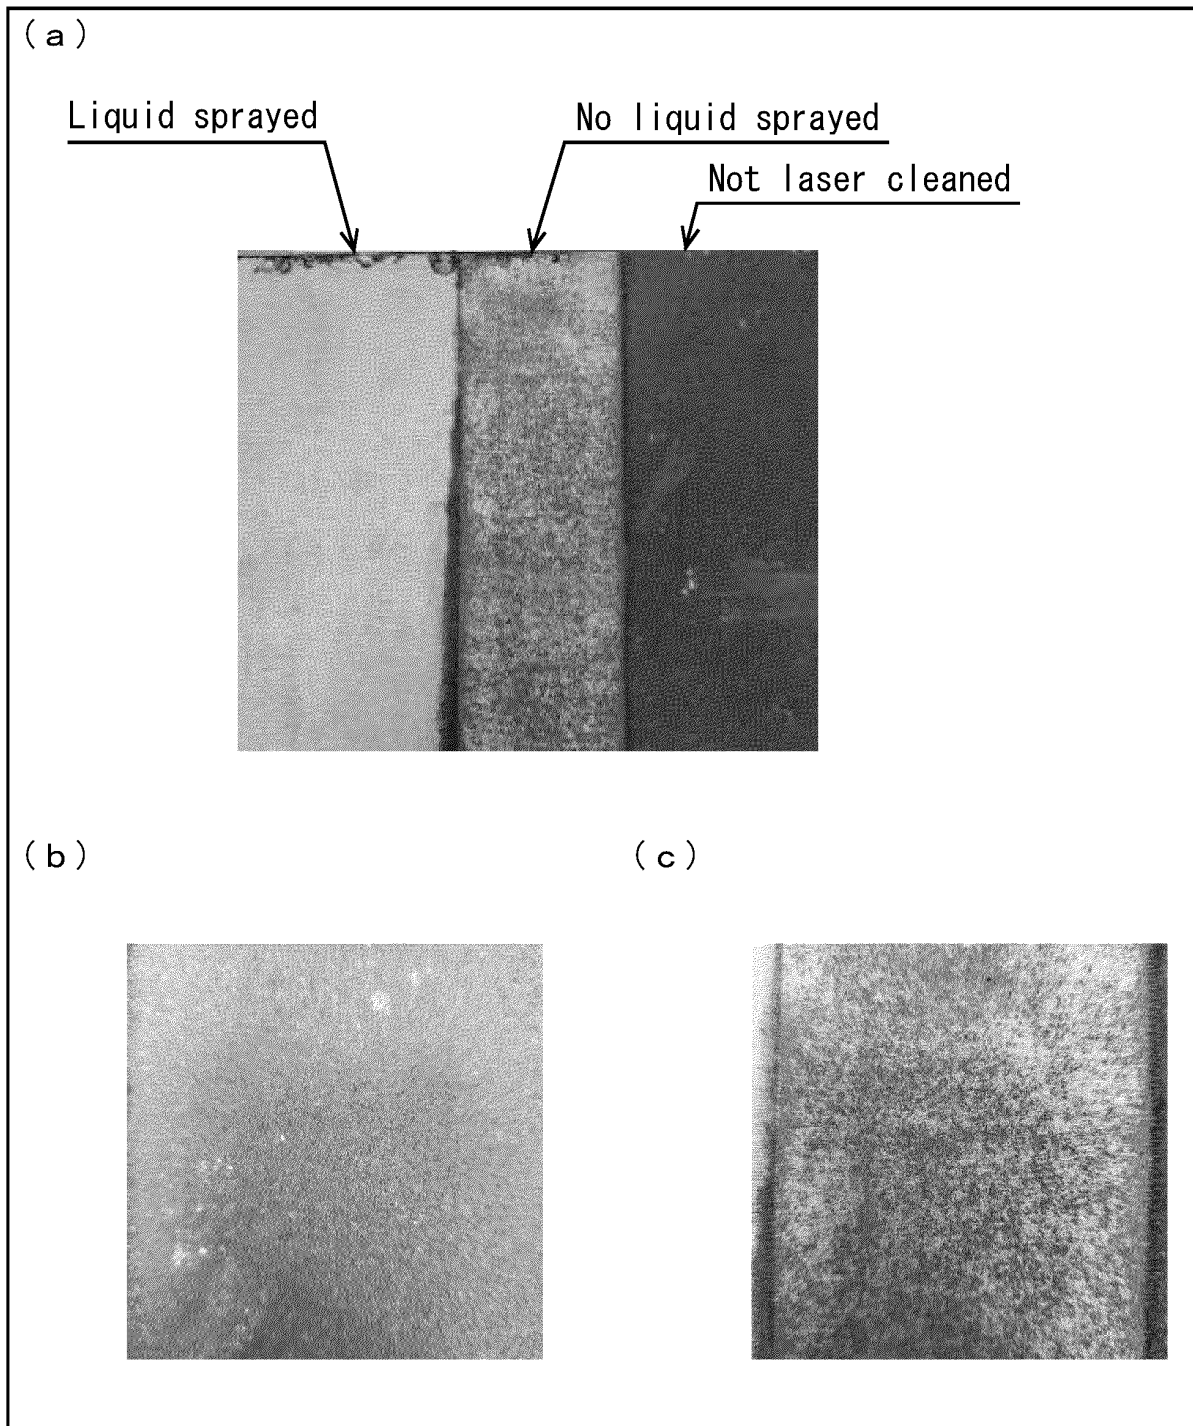 (a)
Liquid sprayed
No liquid sprayed
Not laser cleaned
(b)
(c)